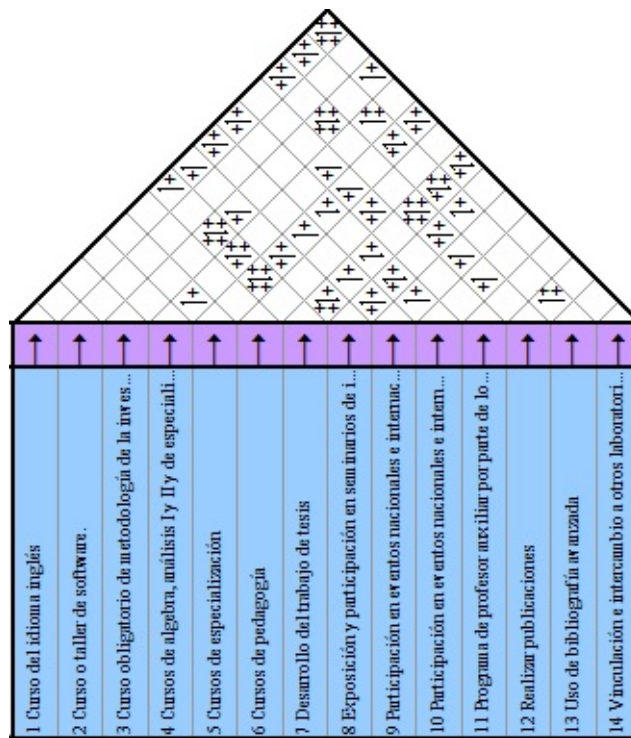 1 Curso del idioma inglés
2 Curso o taller de software.
3 Curso obligatorio de metodología de la inves...
4 Cursos de algebra, análisis I y II y de especiali...
5 Cursos de especialización
6 Cursos de pedagogía
7 Desarrollo del trabajo de tesis
8 Exposición y participación en seminarios de i...
9 Participación en eventos nacionales e internac...
10 Participación en eventos nacionales e intern...
11 Programa de profesor auxiliar por parte de lo...
12 Realizar publicaciones
13 Uso de bibliografía avanzada
14 Vinculación e intercambio a otros laboratori...